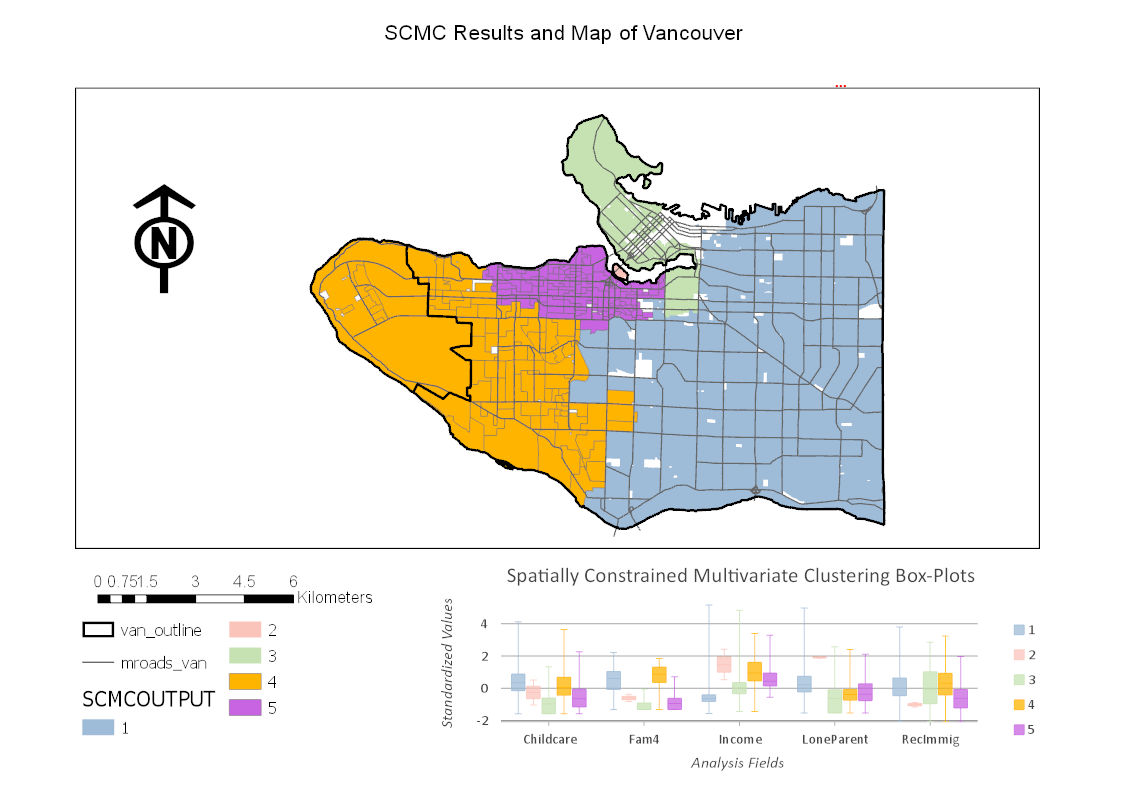 SCMC Results and Map of Vancouver
N
0 0.751.5 3 4.5 6
Kilometers
van_outline
mroads_van
SCMCOUTPUT
1
2
3
4
5
Spatially Constrained Multivariate Clustering Box-Plots
Standardized Values
4
2
0
-2
Childcare Fam4 Income LoneParent RecImmig
Analysis Fields
1
2
3
4
5